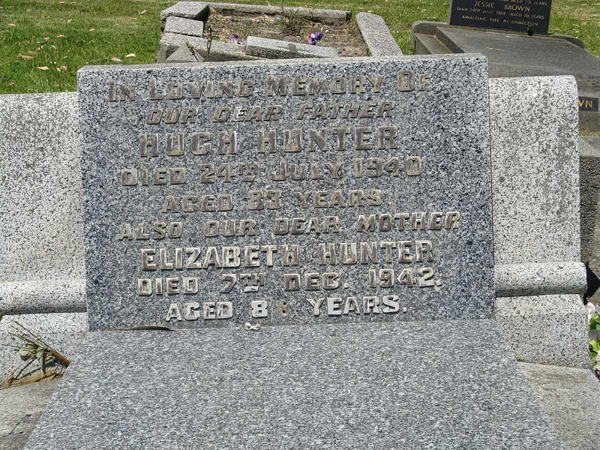 JESSIE BROWN
IN LOVING MEMORY OF
OUR DEAR FATHER
HUGH HUNTER
DIED 24TH JULY 1940
AGED 83 YEARS
ALSO OUR DEAR MOTHER
ELIZABETH HUNTER
DIED 7TH DEC. 1942.
AGED YEARS.